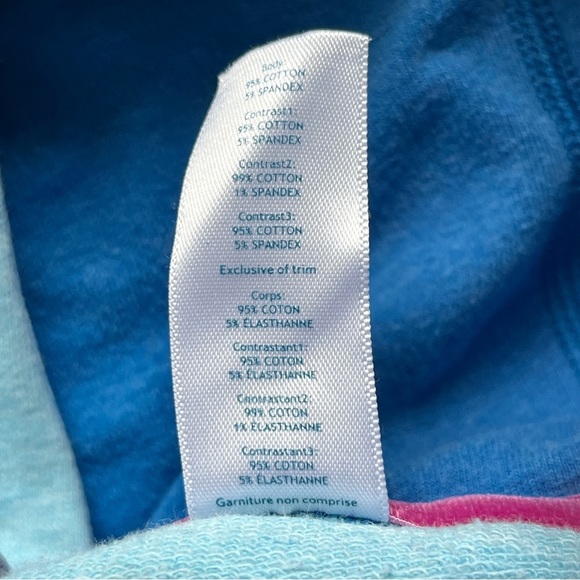 Body:
95% COTTON
5% SPANDEX
Contrast1:
95% COTTON
5% SPANDEX
Contrast2:
99% COTTON
1% SPANDEX
Contrast3:
95% COTTON
5% SPANDEX
Exclusive of trim
Corps:
95% COTON
5% ÉLASTHANNE
Contrastant1:
95% COTON
5% ÉLASTHANNE
Contrastant2:
99% COTON
1% ÉLASTHANNE
Contrastant3:
95% COTON
5% ÉLASTHANNE
Garniture non comprise